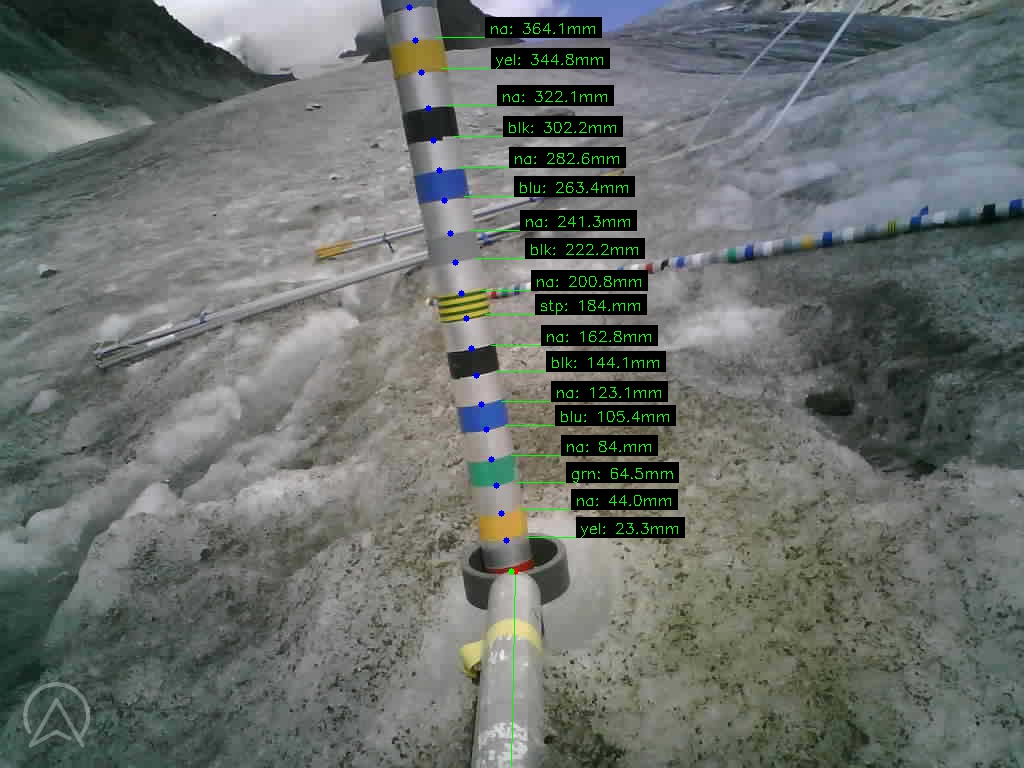 na: 364.1mm
yel: 344.8mm
na: 322.1mm
blk: 302.2mm
na: 282.6mm
blu: 263.4mm
na: 241.3mm
blk: 222.2mm
na: 200.8mm
stp: 184.mm
na: 162.8mm
blk: 144.1mm
na: 123.1mm
blu: 105.4mm
na: 84.mm
grn: 64.5mm
na: 44.0mm
yel: 23.3mm